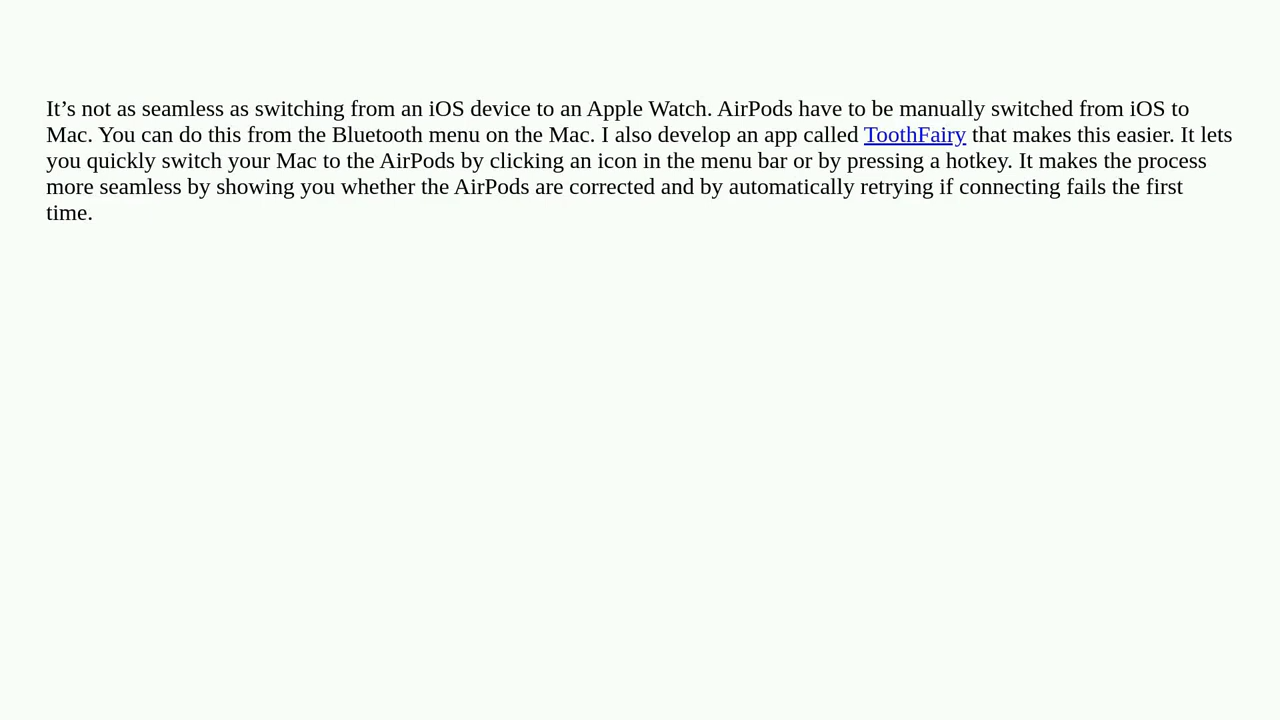 It’s not as seamless as switching from an iOS device to an Apple Watch. AirPods have to be manually switched from iOS to
Mac. You can do this from the Bluetooth menu on the Mac. I also develop an app called ToothFairy that makes this easier. It lets
you quickly switch your Mac to the AirPods by clicking an icon in the menu bar or by pressing a hotkey. It makes the process
more seamless by showing you whether the AirPods are corrected and by automatically retrying if connecting fails the first
time.